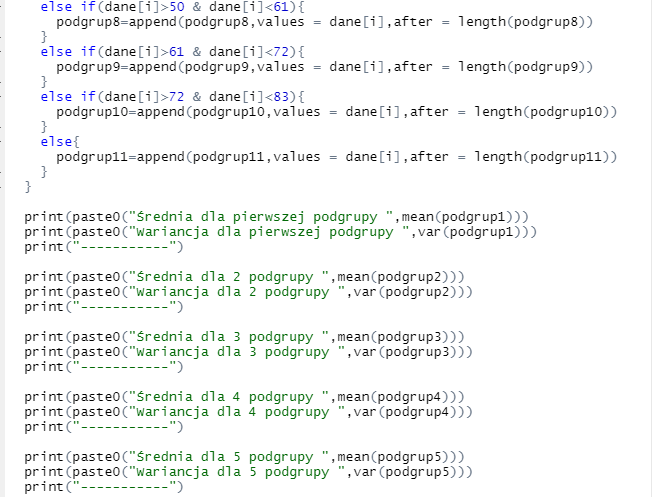 else if(dane[i]>50 & dane[i]<61){
podgrup8=append(podgrup8,values = dane[i],after = length(podgrup8))
}
else if(dane[i]>61 & dane[i]<72){
podgrup9=append(podgrup9,values = dane[i],after = length(podgrup9))
}
else if(dane[i]>72 & dane[i]<83){
podgrup10=append(podgrup10,values = dane[i],after = length(podgrup10))
}
else{
podgrup11=append(podgrup11,values = dane[i],after = length(podgrup11))
}
}
print(paste0("Średnia dla pierwszej podgrupy ",mean(podgrup1)))
print(paste0("Wariancja dla pierwszej podgrupy ",var(podgrup1)))
print("-----------")
print(paste0("Średnia dla 2 podgrupy ",mean(podgrup2)))
print(paste0("Wariancja dla 2 podgrupy ",var(podgrup2)))
print("-----------")
print(paste0("Średnia dla 3 podgrupy ",mean(podgrup3)))
print(paste0("Wariancja dla 3 podgrupy ",var(podgrup3)))
print("-----------")
print(paste0("Średnia dla 4 podgrupy ",mean(podgrup4)))
print(paste0("Wariancja dla 4 podgrupy ",var(podgrup4)))
print("-----------")
print(paste0("Średnia dla 5 podgrupy ",mean(podgrup5)))
print(paste0("Wariancja dla 5 podgrupy ",var(podgrup5)))
print("-----------")